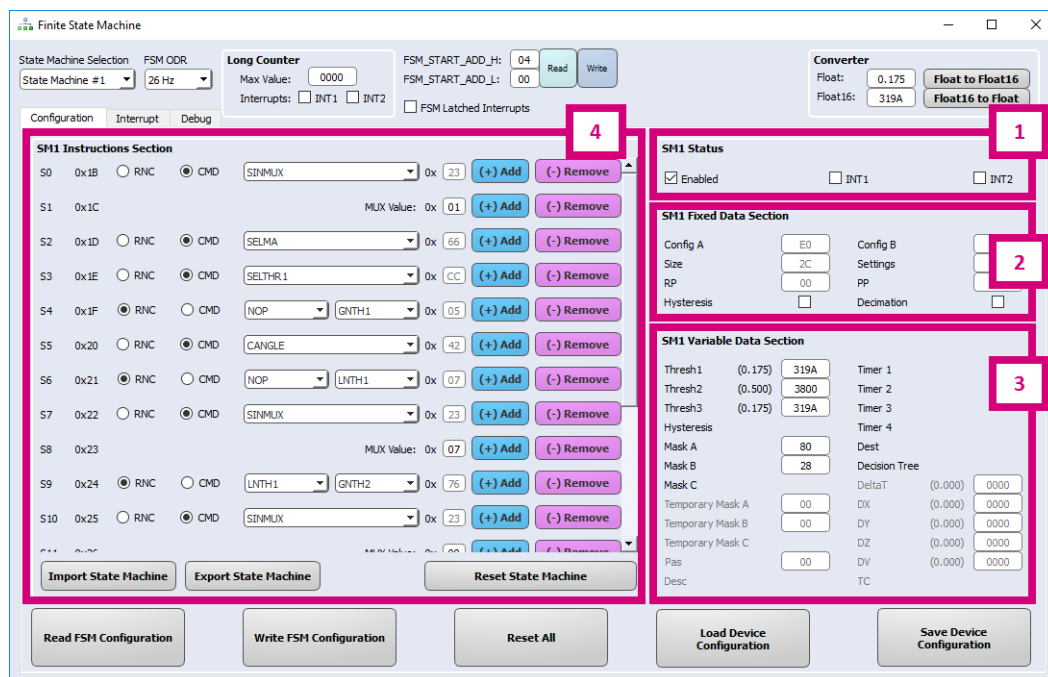 Finite State Machine
State Machine Selection FSM ODR
State Machine #1 26 Hz
Long Counter
Max Value: 0000
Interrupts: INT1 INT2
FSM_START_ADD_H: 04
FSM_START_ADD_L: 00
Read Write
FSM Latched Interrupts
Converter
Float: 0.175 Float to Float16
Float16: 319A Float16 to Float
Configuration Interrupt Debug
4
SM1 Instructions Section
S0 0x1B RNC CMD SINMUX 0x 23 (+) Add (-) Remove
S1 0x1C MUX Value: 0x 01 (+) Add (-) Remove
S2 0x1D RNC CMD SELMA 0x 66 (+) Add (-) Remove
S3 0x1E RNC CMD SELTHR1 0x CC (+) Add (-) Remove
S4 0x1F RNC CMD NOP GNTH1 0x 05 (+) Add (-) Remove
S5 0x20 RNC CMD CANGLE 0x 42 (+) Add (-) Remove
S6 0x21 RNC CMD NOP LNTH1 0x 07 (+) Add (-) Remove
S7 0x22 RNC CMD SINMUX 0x 23 (+) Add (-) Remove
S8 0x23 MUX Value: 0x 07 (+) Add (-) Remove
S9 0x24 RNC CMD LNTH1 GNTH2 0x 76 (+) Add (-) Remove
S10 0x25 RNC CMD SINMUX 0x 23 (+) Add (-) Remove
Import State Machine Export State Machine Reset State Machine
1
SM1 Status
Enabled INT1 INT2
2
SM1 Fixed Data Section
Config A E0 Config B
Size 2C Settings
RP 00 PP
Hysteresis Decimation
3
SM1 Variable Data Section
Thresh1 (0.175) 319A Timer 1
Thresh2 (0.500) 3800 Timer 2
Thresh3 (0.175) 319A Timer 3
Hysteresis Timer 4
Mask A 80 Dest
Mask B 28 Decision Tree
Mask C DeltaT (0.000) 0000
Temporary Mask A 00 DX (0.000) 0000
Temporary Mask B 00 DY (0.000) 0000
Temporary Mask C DZ (0.000) 0000
Pas 00 DV (0.000) 0000
Desc TC
Read FSM Configuration Write FSM Configuration Reset All Load Device Configuration Save Device Configuration